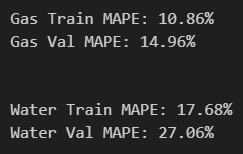 Gas Train MAPE: 10.86%
Gas Val MAPE: 14.96%
Water Train MAPE: 17.68%
Water Val MAPE: 27.06%